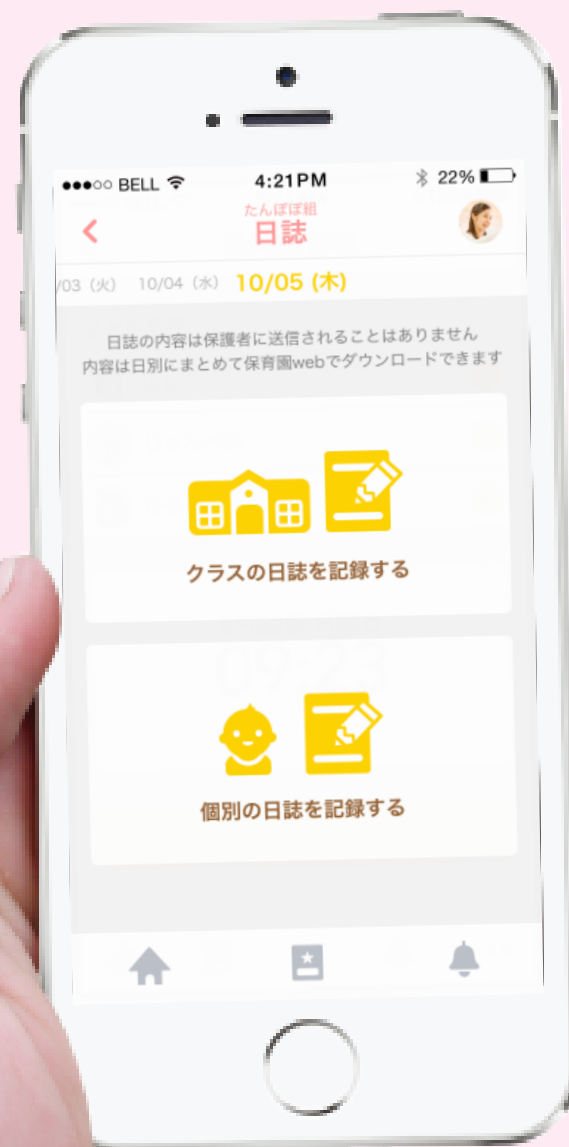 BELL 4:21PM 22%
たんぽぽ組
日誌
/03（火） 10/04（水） 10/05 (木)
日誌の内容は保護者に送信されることはありません
内容は日別にまとめて保育園webでダウンロードできます
クラスの日誌を記録する
09:23
個別の日誌を記録する